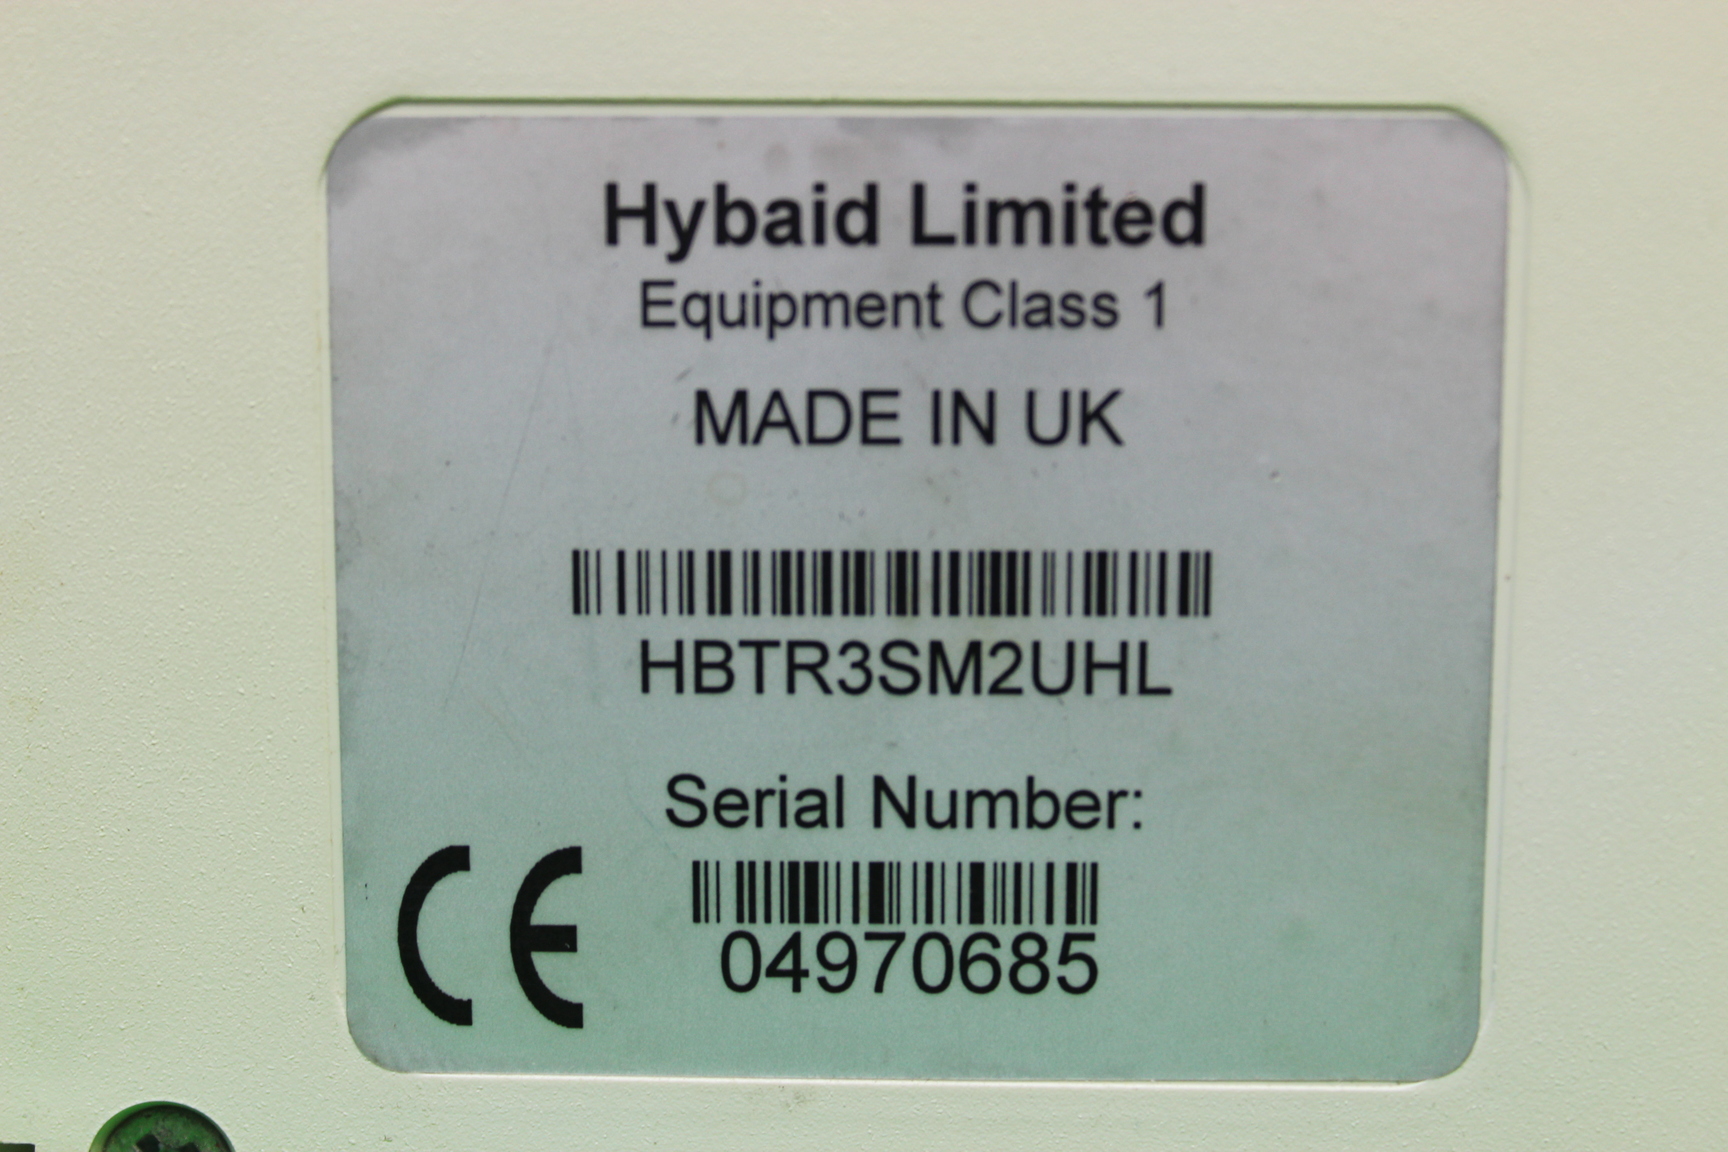 Hybaid Limited
Equipment Class 1
MADE IN UK
HBTR3SM2UHL
Serial Number:
CE
04970685